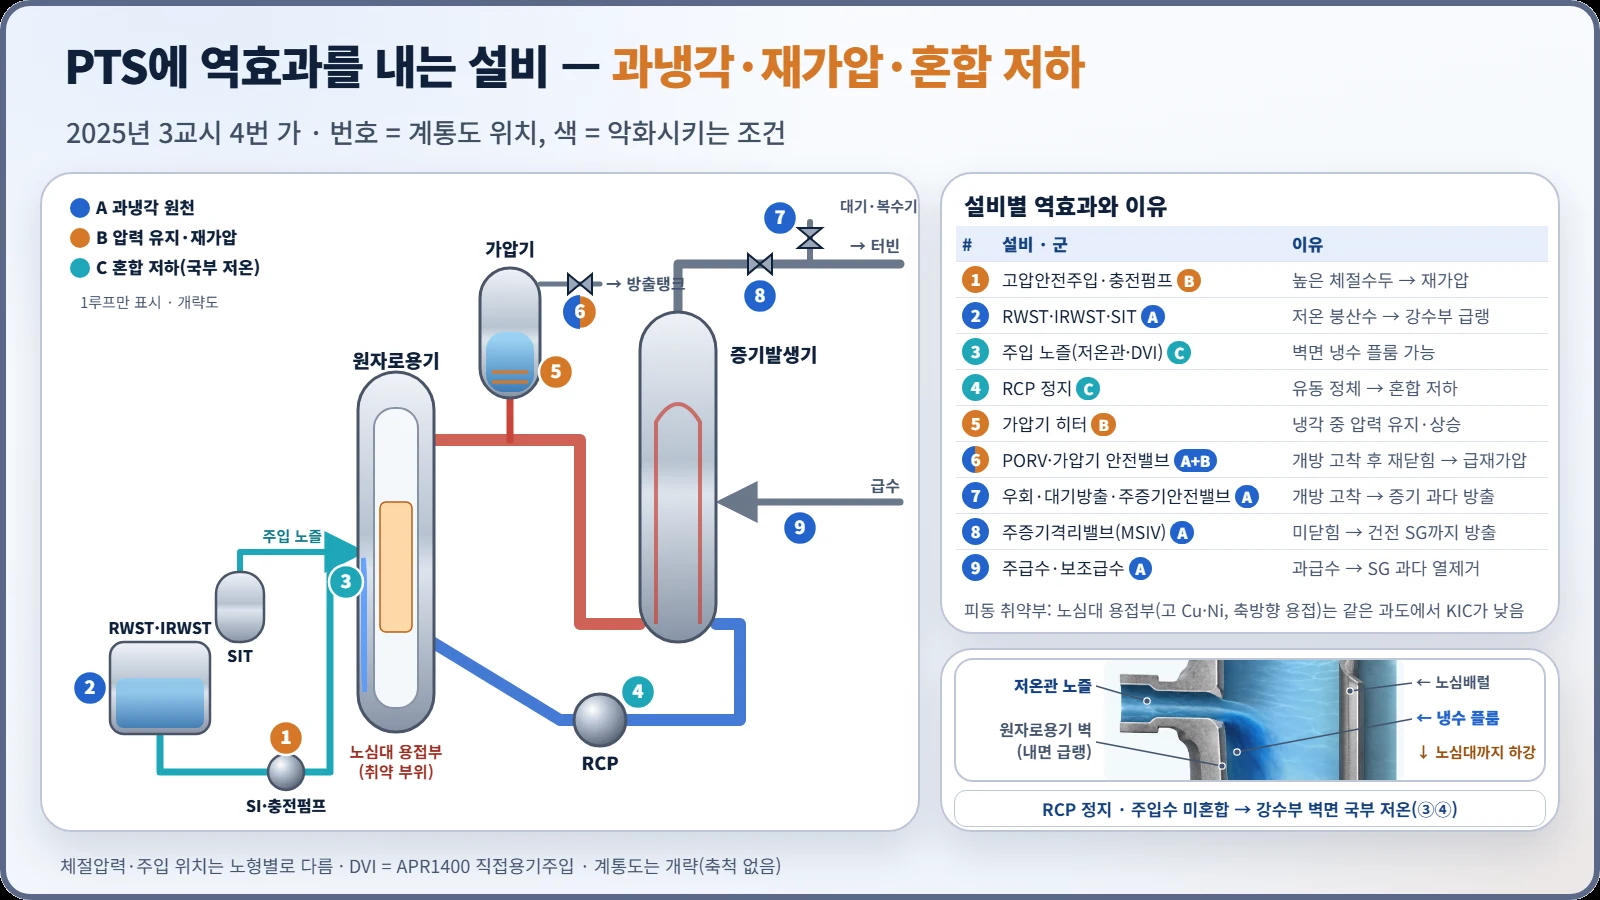 PTS에 역효과를 내는 설비 — 과냉각·재가압·혼합 저하
2025년 3교시 4번 가 · 번호 = 계통도 위치, 색 = 악화시키는 조건
A 과냉각 원천
B 압력 유지·재가압
C 혼합 저하(국부 저온)
1루프만 표시 · 개략도
가압기
→ 방출탱크
6
5
7
대기·복수기
→ 터빈
8
원자로용기
증기발생기
급수
9
주입 노즐
3
RWST·IRWST
SIT
2
4
1
RCP
노심대 용접부
(취약 부위)
SI·충전펌프
설비별 역효과와 이유
# 설비 · 군 이유
1 고압안전주입·충전펌프 B 높은 체절수두 → 재가압
2 RWST·IRWST·SIT A 저온 붕산수 → 강수부 급랭
3 주입 노즐(저온관·DVI) C 벽면 냉수 플룸 가능
4 RCP 정지 C 유동 정체 → 혼합 저하
5 가압기 히터 B 냉각 중 압력 유지·상승
6 PORV·가압기 안전밸브 A+B 개방 고착 후 재닫힘 → 급재가압
7 우회·대기방출·주증기안전밸브 A 개방 고착 → 증기 과다 방출
8 주증기격리밸브(MSIV) A 미닫힘 → 건전 SG까지 방출
9 주급수·보조급수 A 과급수 → SG 과다 열제거
피동 취약부: 노심대 용접부(고 Cu·Ni, 축방향 용접)는 같은 과도에서 KIC가 낮음
저온관 노즐
원자로용기 벽
(내면 급랭)
← 노심배럴
← 냉수 플룸
↓ 노심대까지 하강
RCP 정지 · 주입수 미혼합 → 강수부 벽면 국부 저온(③④)
체절압력·주입 위치는 노형별로 다름 · DVI = APR1400 직접용기주입 · 계통도는 개략(축척 없음)